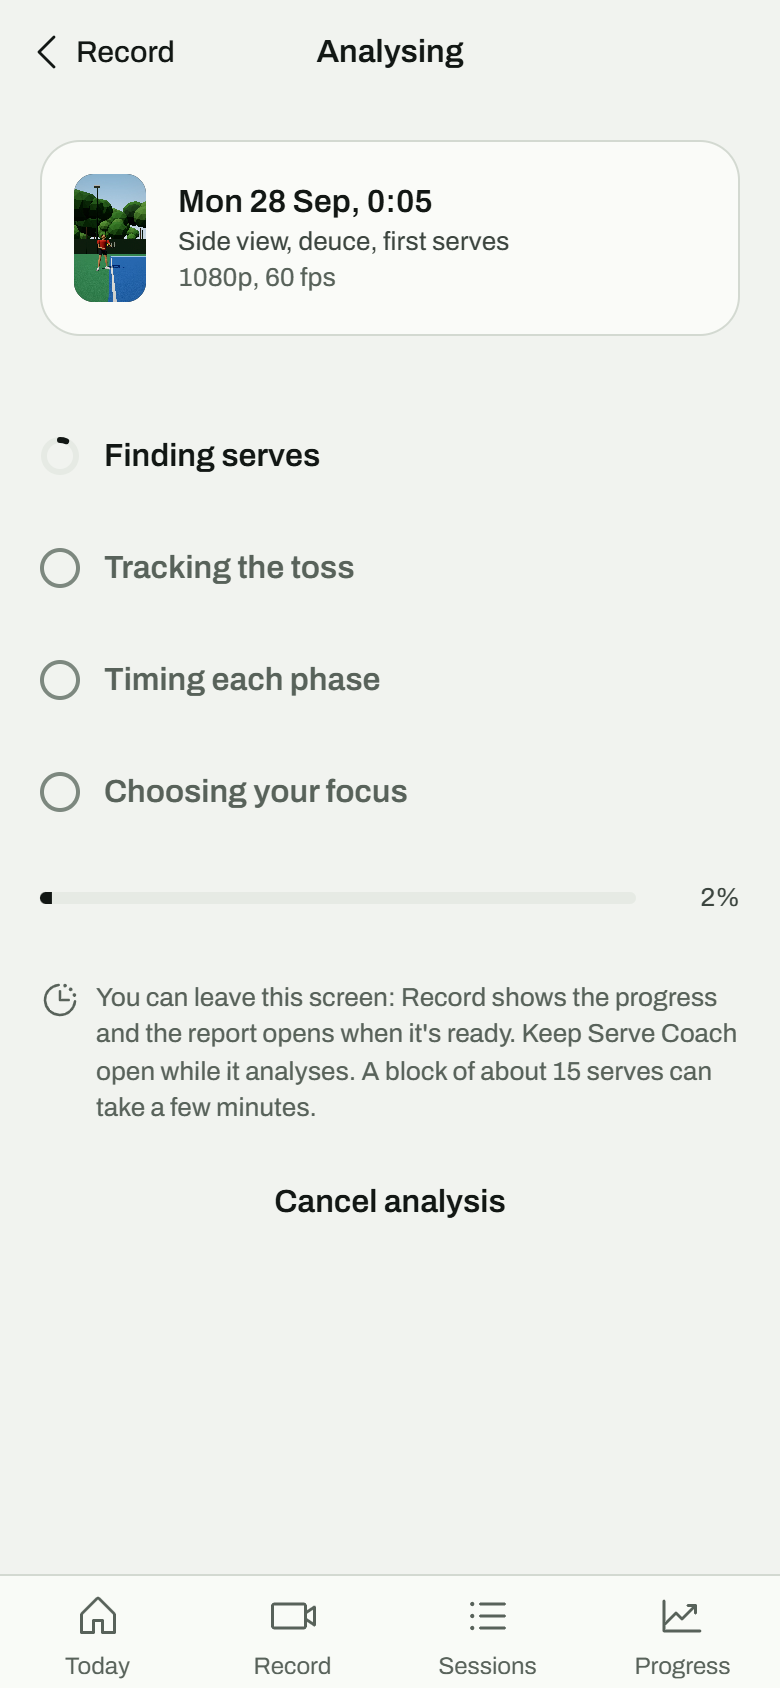 Record
Analysing
Mon 28 Sep, 0:05
Side view, deuce, first serves
1080p, 60 fps
Finding serves
Tracking the toss
Timing each phase
Choosing your focus
2%
You can leave this screen: Record shows the progress
and the report opens when it's ready. Keep Serve Coach
open while it analyses. A block of about 15 serves can
take a few minutes.
Cancel analysis
Today
Record
Sessions
Progress